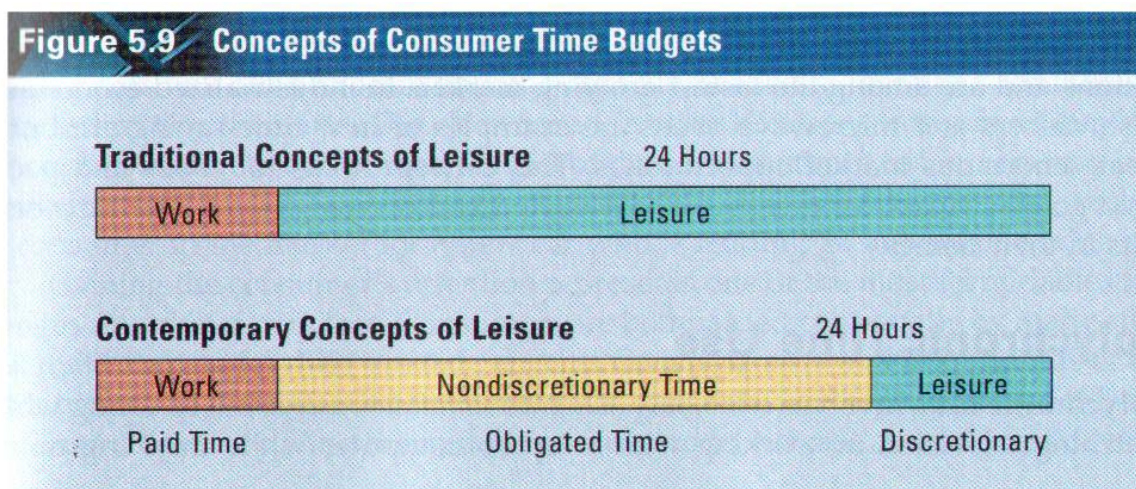 Figure 5.9 Concepts of Consumer Time Budgets
Traditional Concepts of Leisure 24 Hours
Work Leisure
Contemporary Concepts of Leisure 24 Hours
Work Nondiscretionary Time Leisure
Paid Time Obligated Time Discretionary